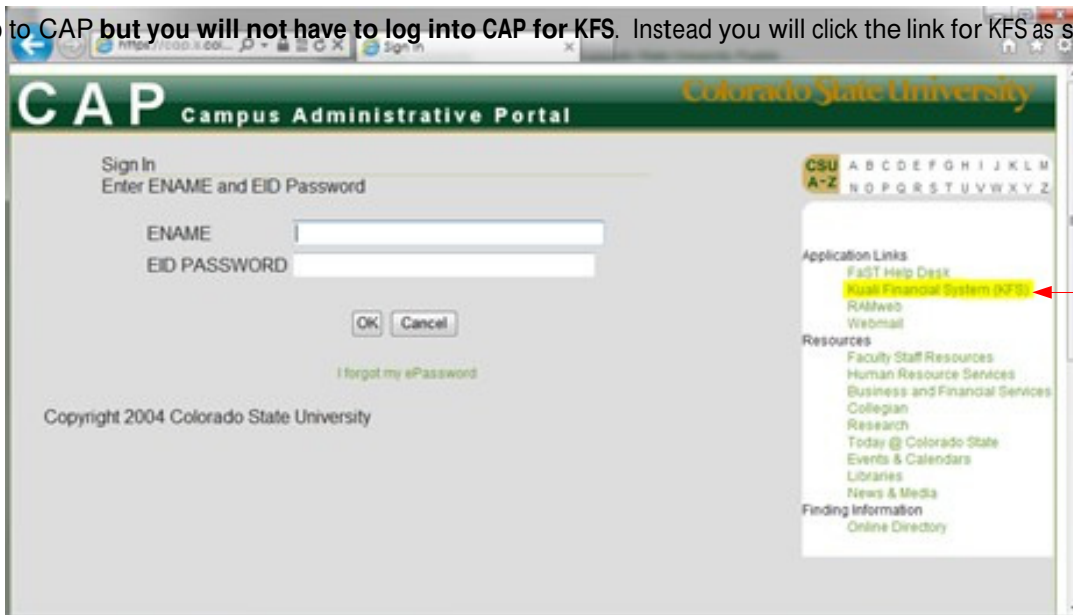 to CAP but you will not have to log into CAP for KFS. Instead you will click the link for KFS as s
Sign In
Colorado State University
CAP Campus Administrative Portal
Sign In
Enter ENAME and EID Password
ENAME
EID PASSWORD
OK Cancel
I forgot my ePassword
Copyright 2004 Colorado State University
CSU A B C D E F G H I J K L M
A-Z N O P Q R S T U V W X Y Z
Application Links
FaST Help Desk
Kuali Financial System (KFS)
RAMweb
Webmail
Resources
Faculty Staff Resources
Human Resource Services
Business and Financial Services
Collegian
Research
Today @ Colorado State
Events & Calendars
Libraries
News & Media
Finding Information
Online Directory